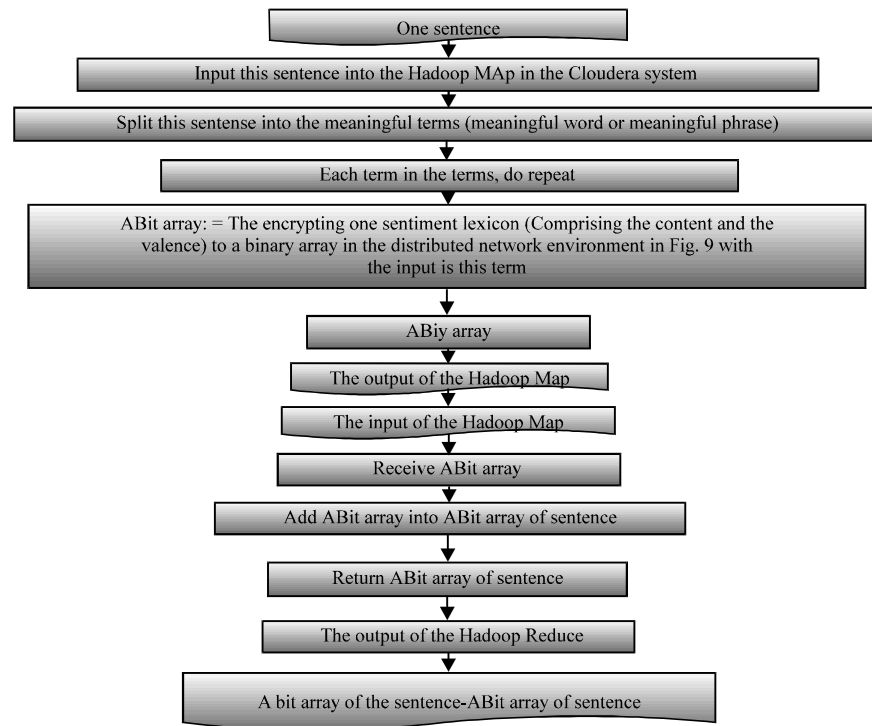 One sentence
Input this sentence into the Hadoop MAp in the Cloudera system
Split this sentense into the meaningful terms (meaningful word or meaningful phrase)
Each term in the terms, do repeat
ABit array: = The encrypting one sentiment lexicon (Comprising the content and the
valence) to a binary array in the distributed network environment in Fig. 9 with
the input is this term
ABiy array
The output of the Hadoop Map
The input of the Hadoop Map
Receive ABit array
Add ABit array into ABit array of sentence
Return ABit array of sentence
The output of the Hadoop Reduce
A bit array of the sentence-ABit array of sentence